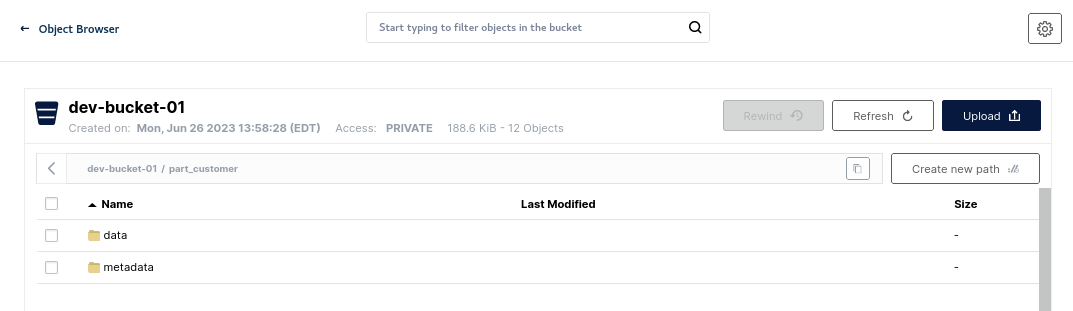 Object Browser
Start typing to filter objects in the bucket
dev-bucket-01
Created on: Mon, Jun 26 2023 13:58:28 (EDT) Access: PRIVATE 188.6 KiB - 12 Objects
Rewind
Refresh
Upload
dev-bucket-01 / part_customer
Create new path
Name Last Modified Size
data -
metadata -